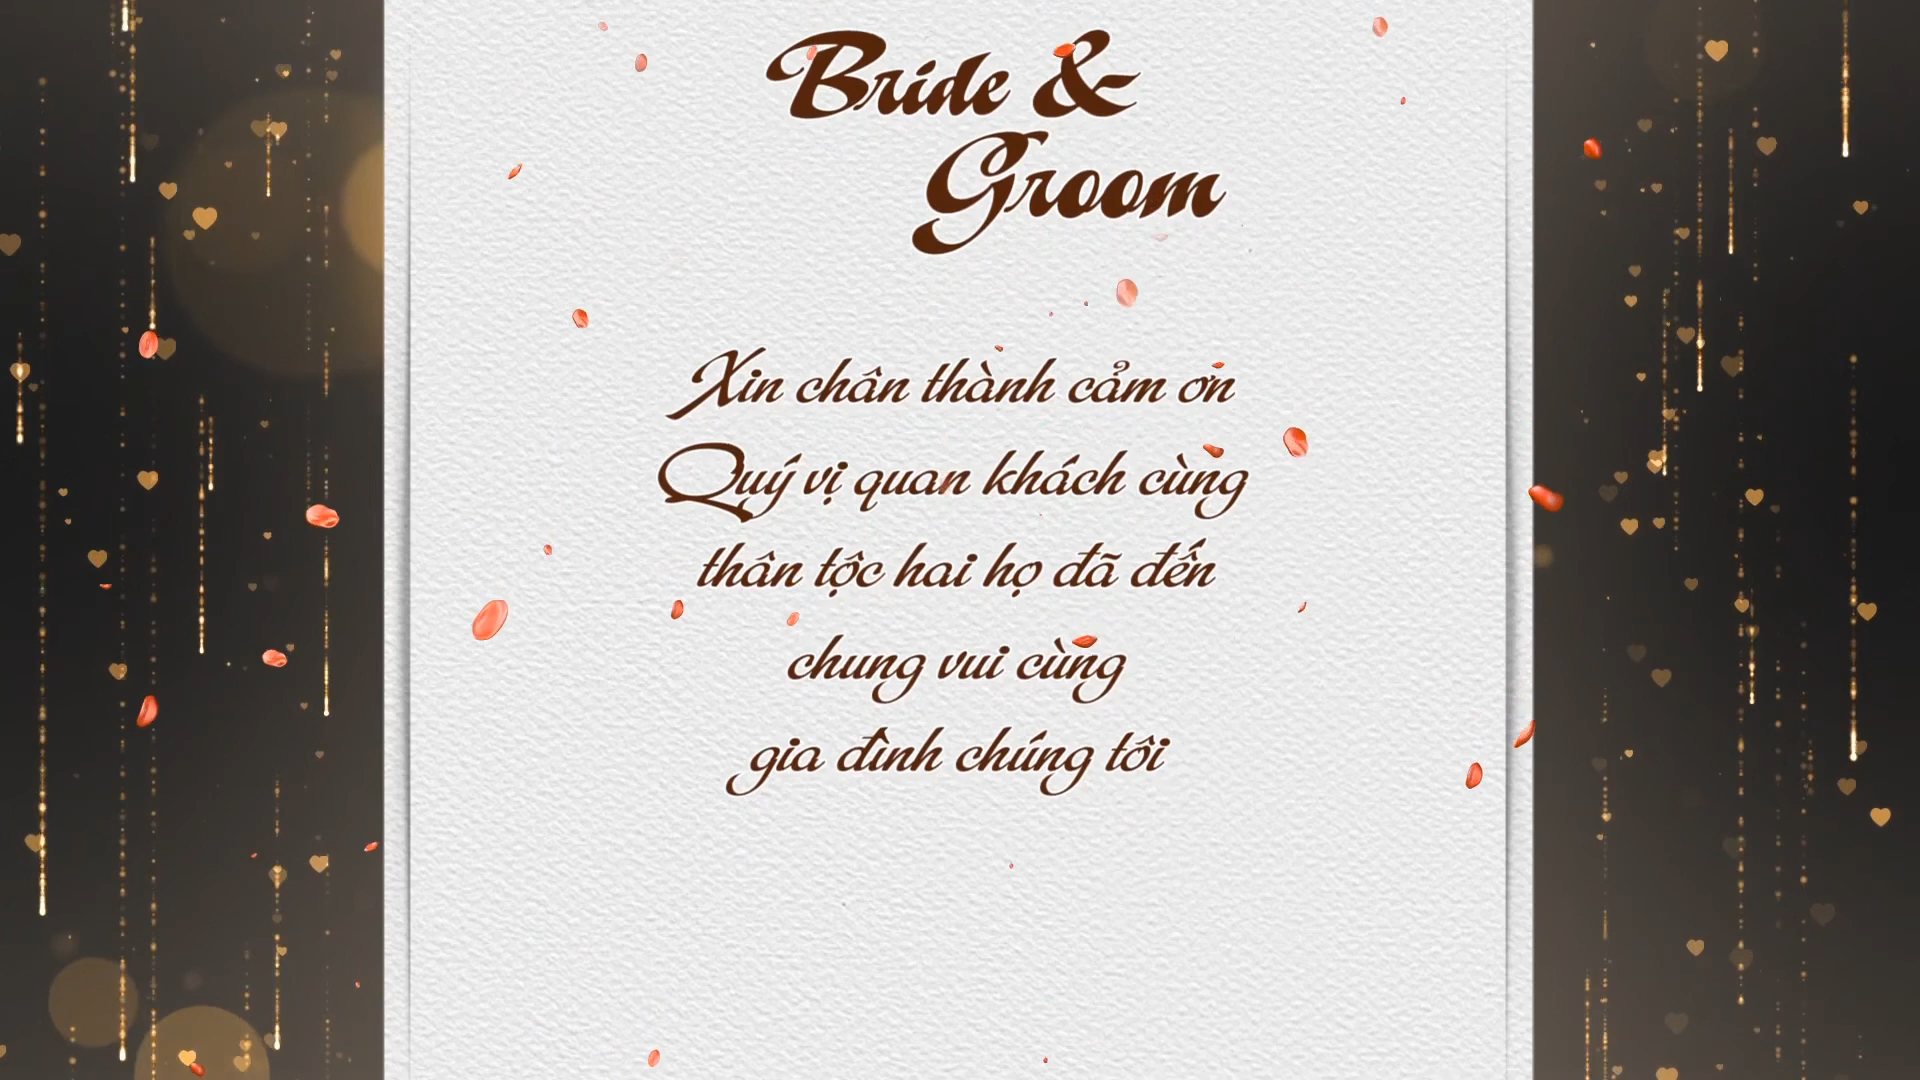 Bride &
Groom
Xin chân thành cảm ơn
Quý vị quan khách cùng
thân tộc hai họ đã đến
chung vui cùng
gia đình chúng tôi